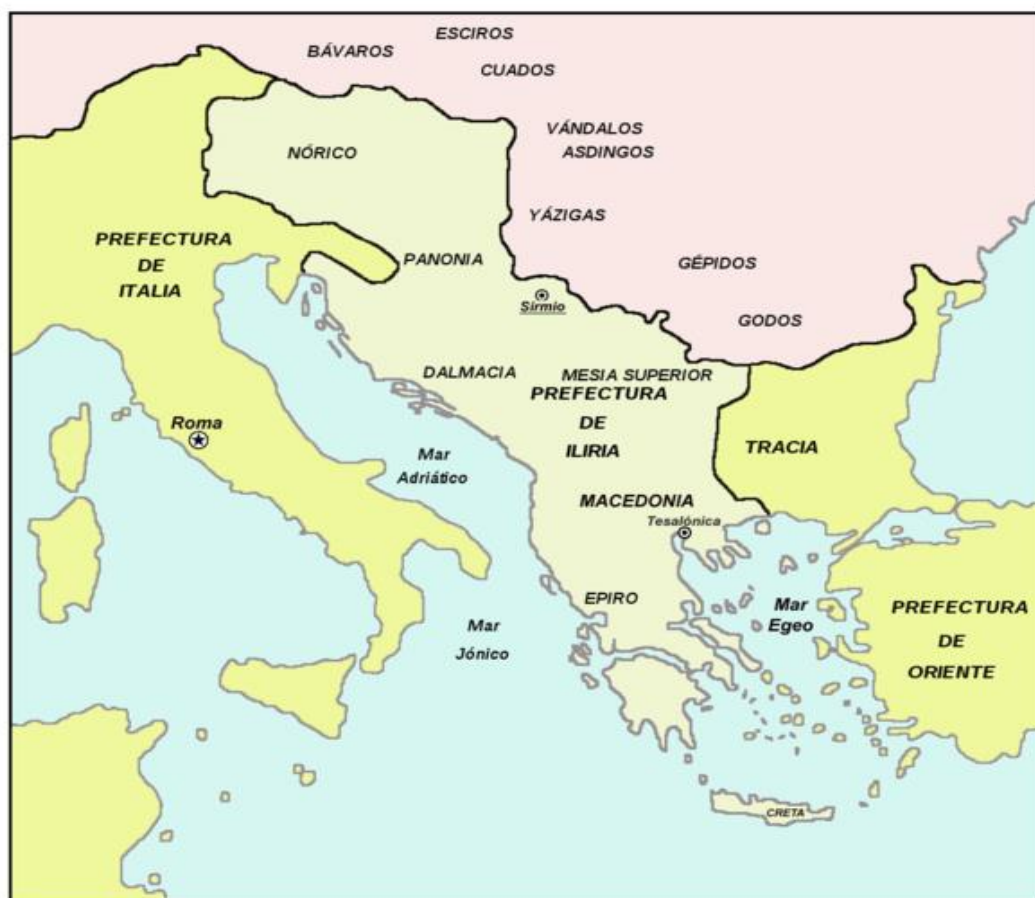 ESCIROS
BÁVAROS
CUADOS
VÁNDALOS
ASDINGOS
NÓRICO
YÁZIGAS
PREFECTURA
DE
ITALIA
PANONIA
GÉPIDOS
Sirmio
GODOS
DALMACIA
MESIA SUPERIOR
PREFECTURA
DE
ILIRIA
Roma
TRACIA
Mar
Adriático
MACEDONIA
Tesalónica
EPIRO
Mar
Egeo
PREFECTURA
DE
ORIENTE
Mar
Jónico
CRETA